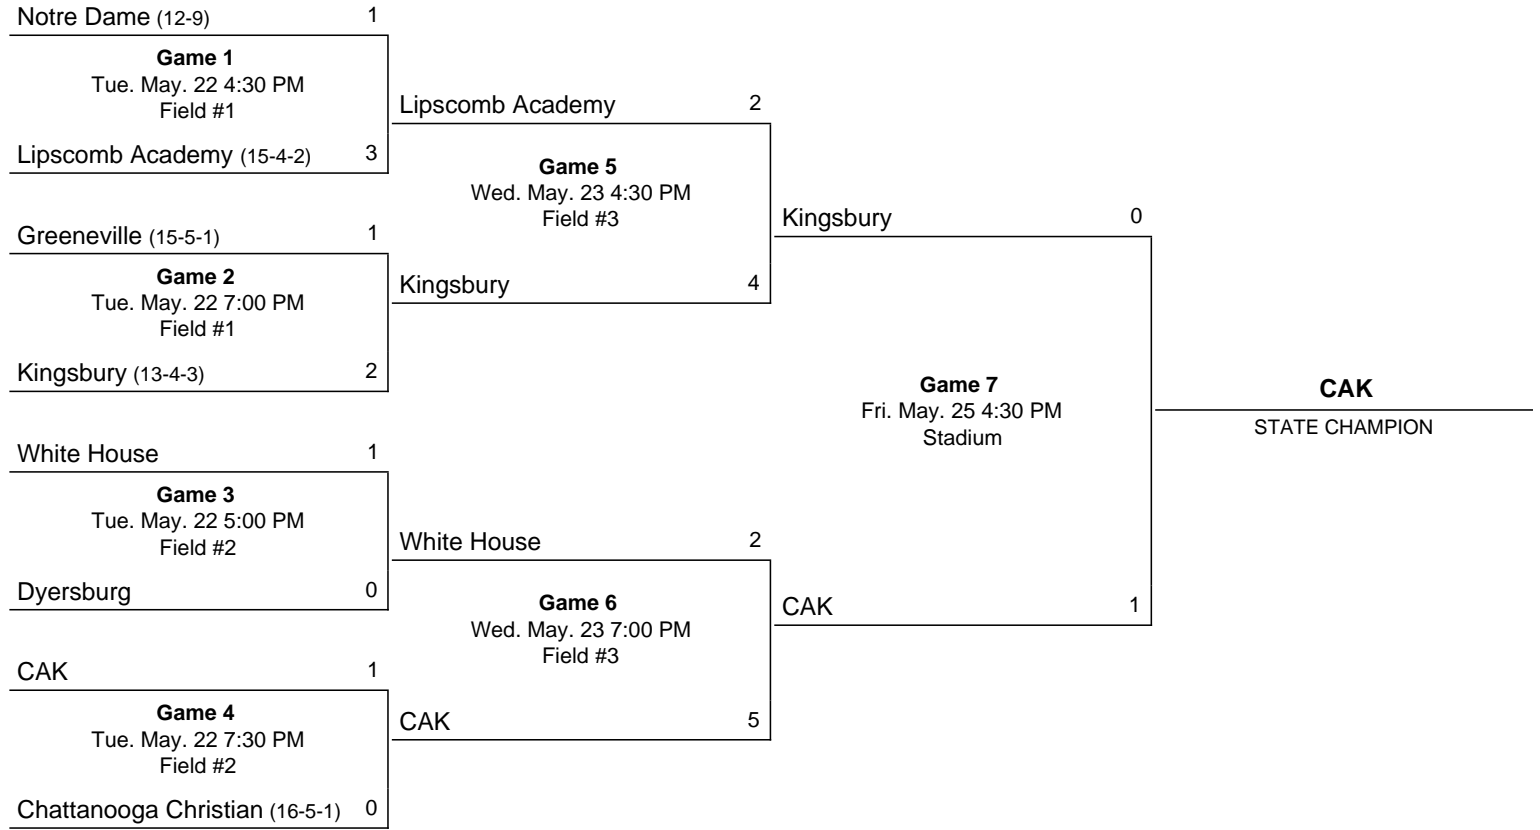 Notre Dame (12-9) 1
Game 1
Tue. May. 22 4:30 PM
Field #1
Lipscomb Academy (15-4-2) 3
Greeneville (15-5-1) 1
Game 2
Tue. May. 22 7:00 PM
Field #1
Kingsbury (13-4-3) 2
White House 1
Game 3
Tue. May. 22 5:00 PM
Field #2
Dyersburg 0
CAK 1
Game 4
Tue. May. 22 7:30 PM
Field #2
Chattanooga Christian (16-5-1) 0
Lipscomb Academy 2
Game 5
Wed. May. 23 4:30 PM
Field #3
Kingsbury 4
White House 2
Game 6
Wed. May. 23 7:00 PM
Field #3
CAK 5
Kingsbury 0
Game 7
Fri. May. 25 4:30 PM
Stadium
CAK 1
CAK
STATE CHAMPION